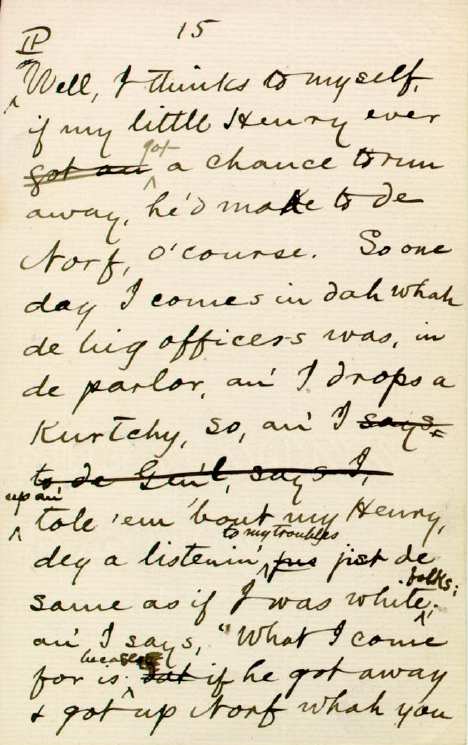 15
¶
Well, I thinks to myself,
if my little Henry ever
got an got a chance to run
away, he'd make to de
Norf, o' course. So one
day I comes in dah whah
de big officers was, in
de parlor, an' I drops a
Kurtchy, so, an' I says,
to de Gen'l, says I,
up an'
tole 'em 'bout my Henry,
dey a listenin' to my troubles jist de
same as if I was white folks;
an' I says, "What I come
for is because if he got away
& got up Norf whah you